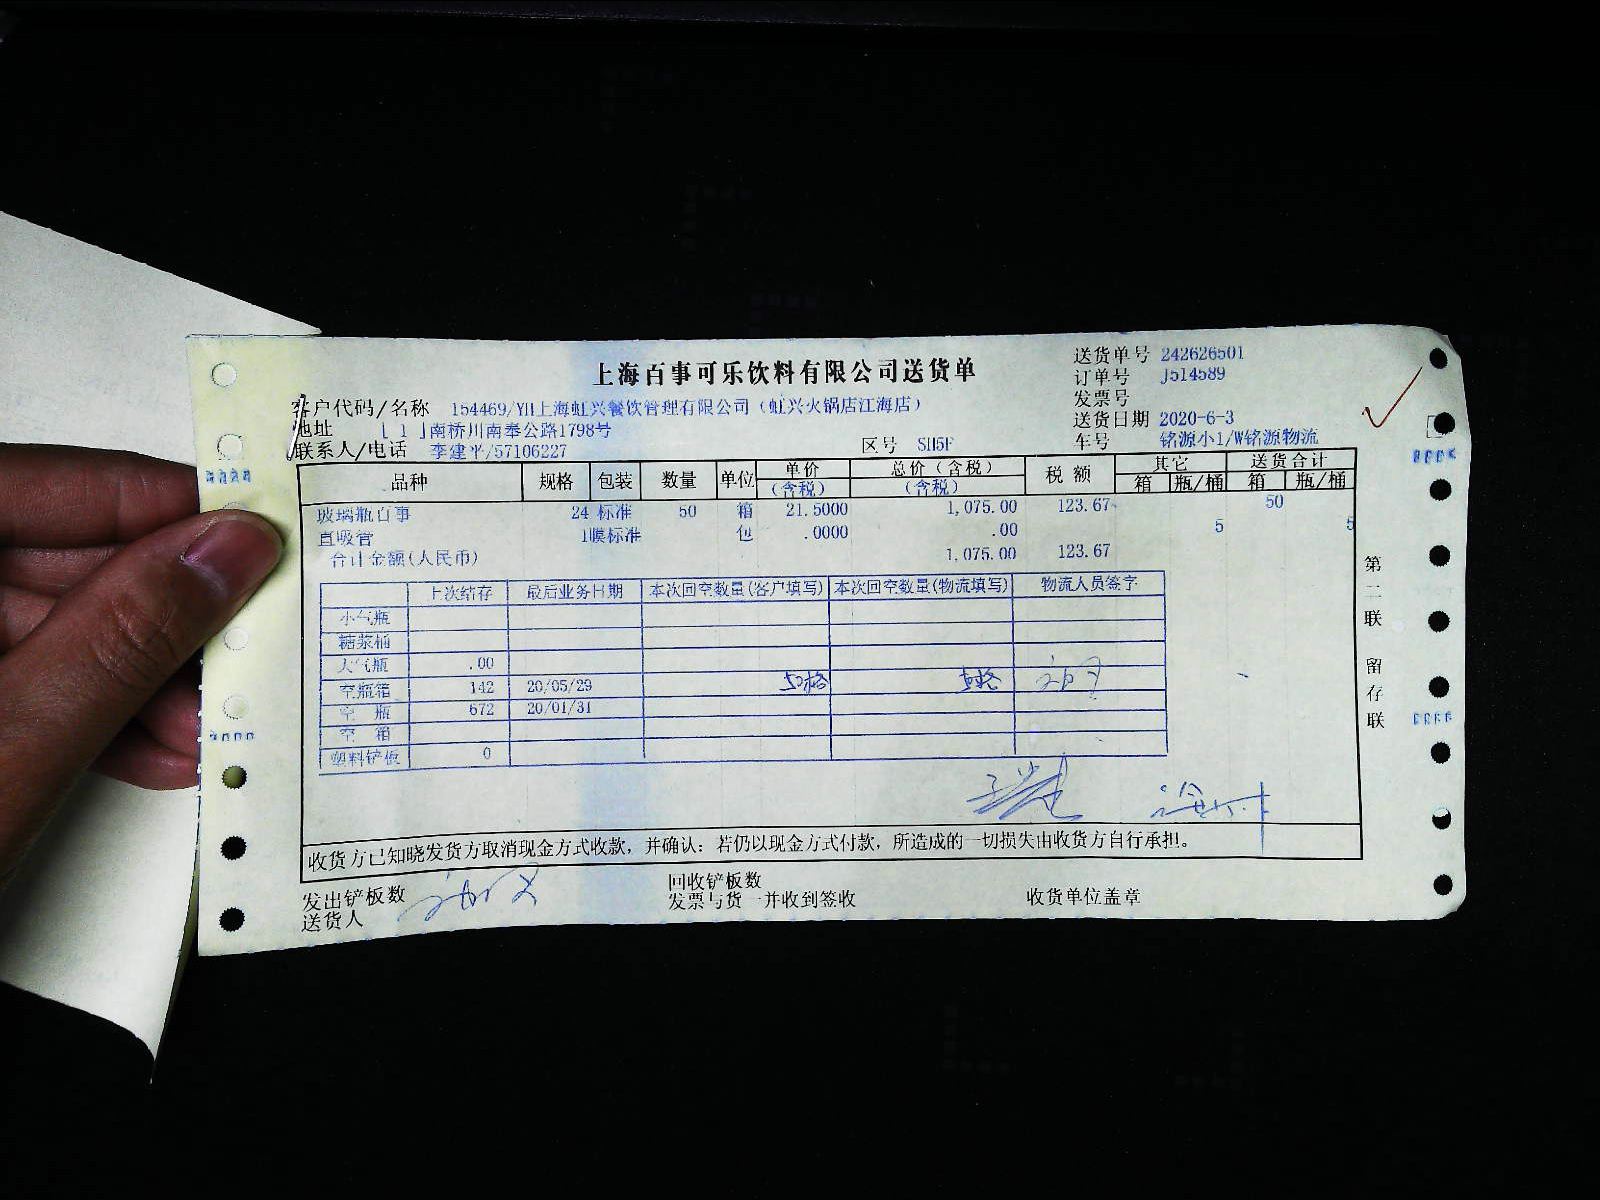 上海百事可乐饮料有限公司送货单
送货单号 242626501
订单号 J514589
发票号
送货日期 2020-6-3
车号 铭源小1/W铭源物流
客户代码/名称 154469/YH上海虹兴餐饮管理有限公司（虹兴火锅店江海店）
地址 [ 1 ]南桥川南奉公路1798号
联系人/电话 李建平/57106227 区号 SH5F
品种 规格 包装 数量 单位 单价(含税) 总价(含税)(含税) 税额 其它 箱 瓶/桶 送货合计 箱 瓶/桶
玻璃瓶百事 24 标准 50 箱 21.5000 1,075.00 123.67 50
直吸管 1膜标准 包 .0000 .00 5 5
合计金额(人民币) 1,075.00 123.67
上次结存 最后业务日期 本次回空数量(客户填写) 本次回空数量(物流填写) 物流人员签字
小气瓶
糖浆桶
大气瓶 .00
空瓶箱 142 20/05/29
空 瓶 672 20/01/31
空 箱
塑料铲板 0
收货方已知晓发货方取消现金方式收款，并确认：若仍以现金方式付款，所造成的一切损失由收货方自行承担。
发出铲板数 回收铲板数
送货人 发票与货一并收到签收 收货单位盖章
第二联 留存联